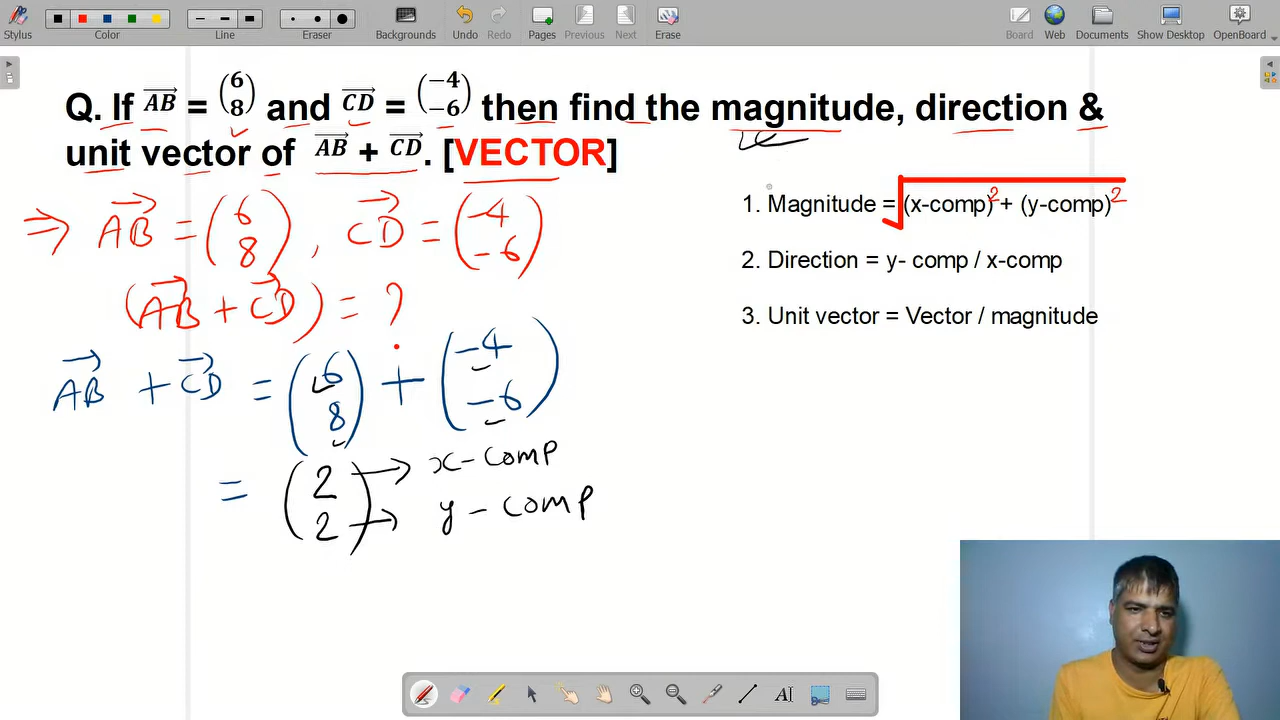 Stylus Color Line Eraser Backgrounds Undo Redo Pages Previous Next Erase Board Web Documents Show Desktop OpenBoard
Q. If AB = (6 8) and CD = (−4 −6) then find the magnitude, direction &
unit vector of AB + CD. [VECTOR]
⇒ AB = (6 8), CD = (-4 -6)
(AB + CD) = ?
AB + CD = (6 8) + (-4 -6)
= (2 2) → x-comp → y-comp
1. Magnitude = √(x-comp)² + (y-comp)²
2. Direction = y- comp / x-comp
3. Unit vector = Vector / magnitude
AI